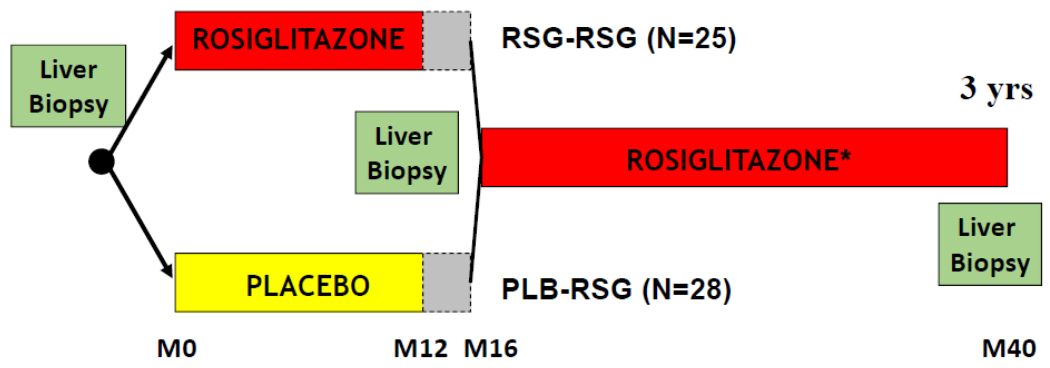 ROSIGLITAZONE
RSG-RSG (N=25)
Liver
Biopsy
3 yrs
Liver
Biopsy
ROSIGLITAZONE*
Liver
Biopsy
PLACEBO
PLB-RSG (N=28)
M0
M12
M16
M40